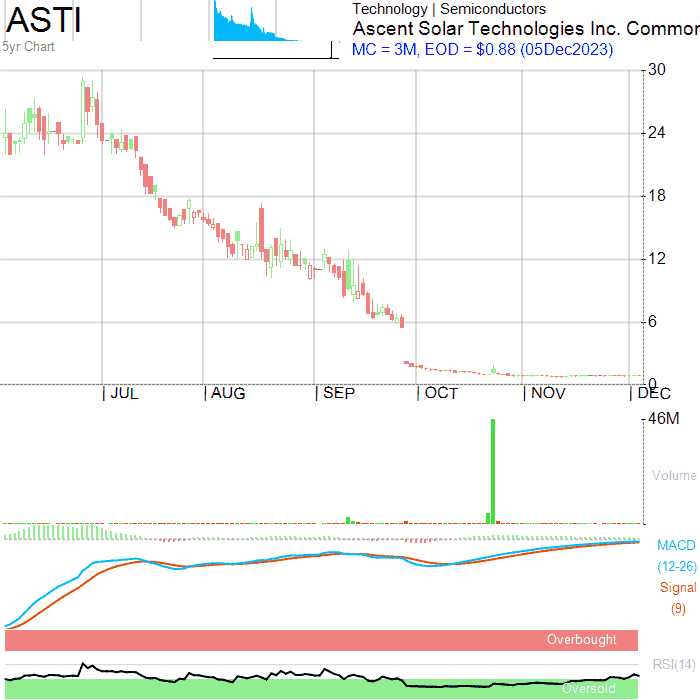 ASTI
5yr Chart
Technology | Semiconductors
Ascent Solar Technologies Inc. Common
MC = 3M, EOD = $0.88 (05Dec2023)
30
24
18
12
6
0
JUL
AUG
SEP
OCT
NOV
DEC
46M
Volume
MACD
(12-26)
Signal
(9)
Overbought
RSI(14)
Oversold